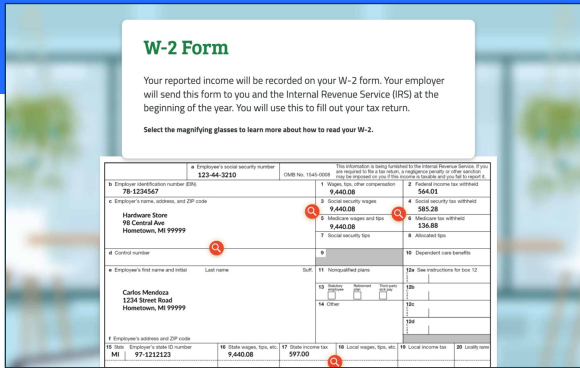 W-2 Form
Your reported income will be recorded on your W-2 form. Your employer
will send this form to you and the Internal Revenue Service (IRS) at the
beginning of the year. You will use this to fill out your tax return.
Select the magnifying glasses to learn more about how to read your W-2.
a Employee's social security number
123-44-3210
OMB No. 1545-0008
This information is being furnished to the Internal Revenue Service. If you
are required to file a tax return, a negligence penalty or other sanction
may be imposed on you if this income is taxable and you fail to report it.
b Employer identification number (EIN)
78-1234567
1 Wages, tips, other compensation
9,440.08
2 Federal income tax withheld
564.01
c Employer's name, address, and ZIP code
Hardware Store
98 Central Ave
Hometown, MI 99999
3 Social security wages
9,440.08
4 Social security tax withheld
585.28
5 Medicare wages and tips
9,440.08
6 Medicare tax withheld
136.88
7 Social security tips
8 Allocated tips
d Control number
9
10 Dependent care benefits
e Employee's first name and initial Last name Suff.
Carlos Mendoza
1234 Street Road
Hometown, MI 99999
11 Nonqualified plans
12a See instructions for box 12
13 Statutory employee Retirement plan Third-party sick pay
12b
14 Other
12c
12d
f Employee's address and ZIP code
15 State Employer's state ID number
MI 97-1212123
16 State wages, tips, etc.
9,440.08
17 State income tax
597.00
18 Local wages, tips, etc.
19 Local income tax
20 Locality name